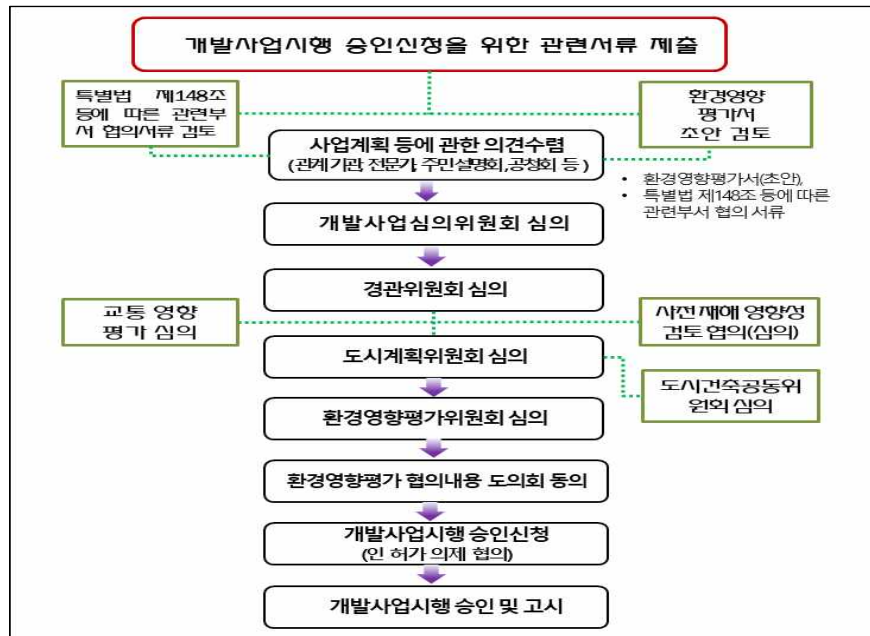 개발사업시행 승인신청을 위한 관련서류 제출
특별법 제148조
등에 따른 관련부
서 협의서류 검토
환경영향
평가서
초안 검토
사업계획 등에 관한 의견수렴
(관계 기관, 전문가, 주민설명회,공청회 등 )
• 환경영향평가서(초안),
• 특별법 제148조 등에 따른
관련부서 협의 서류
개발사업심의위원회 심의
경관위원회 심의
교통 영향
평가 심의
사전재해 영향성
검토 협의(심의)
도시계획위원회 심의
도시건축공동위
원회 심의
환경영향평가위원회 심의
환경영향평가 협의내용 도의회 동의
개발사업시행 승인신청
(인 허가 의제 협의)
개발사업시행 승인 및 고시